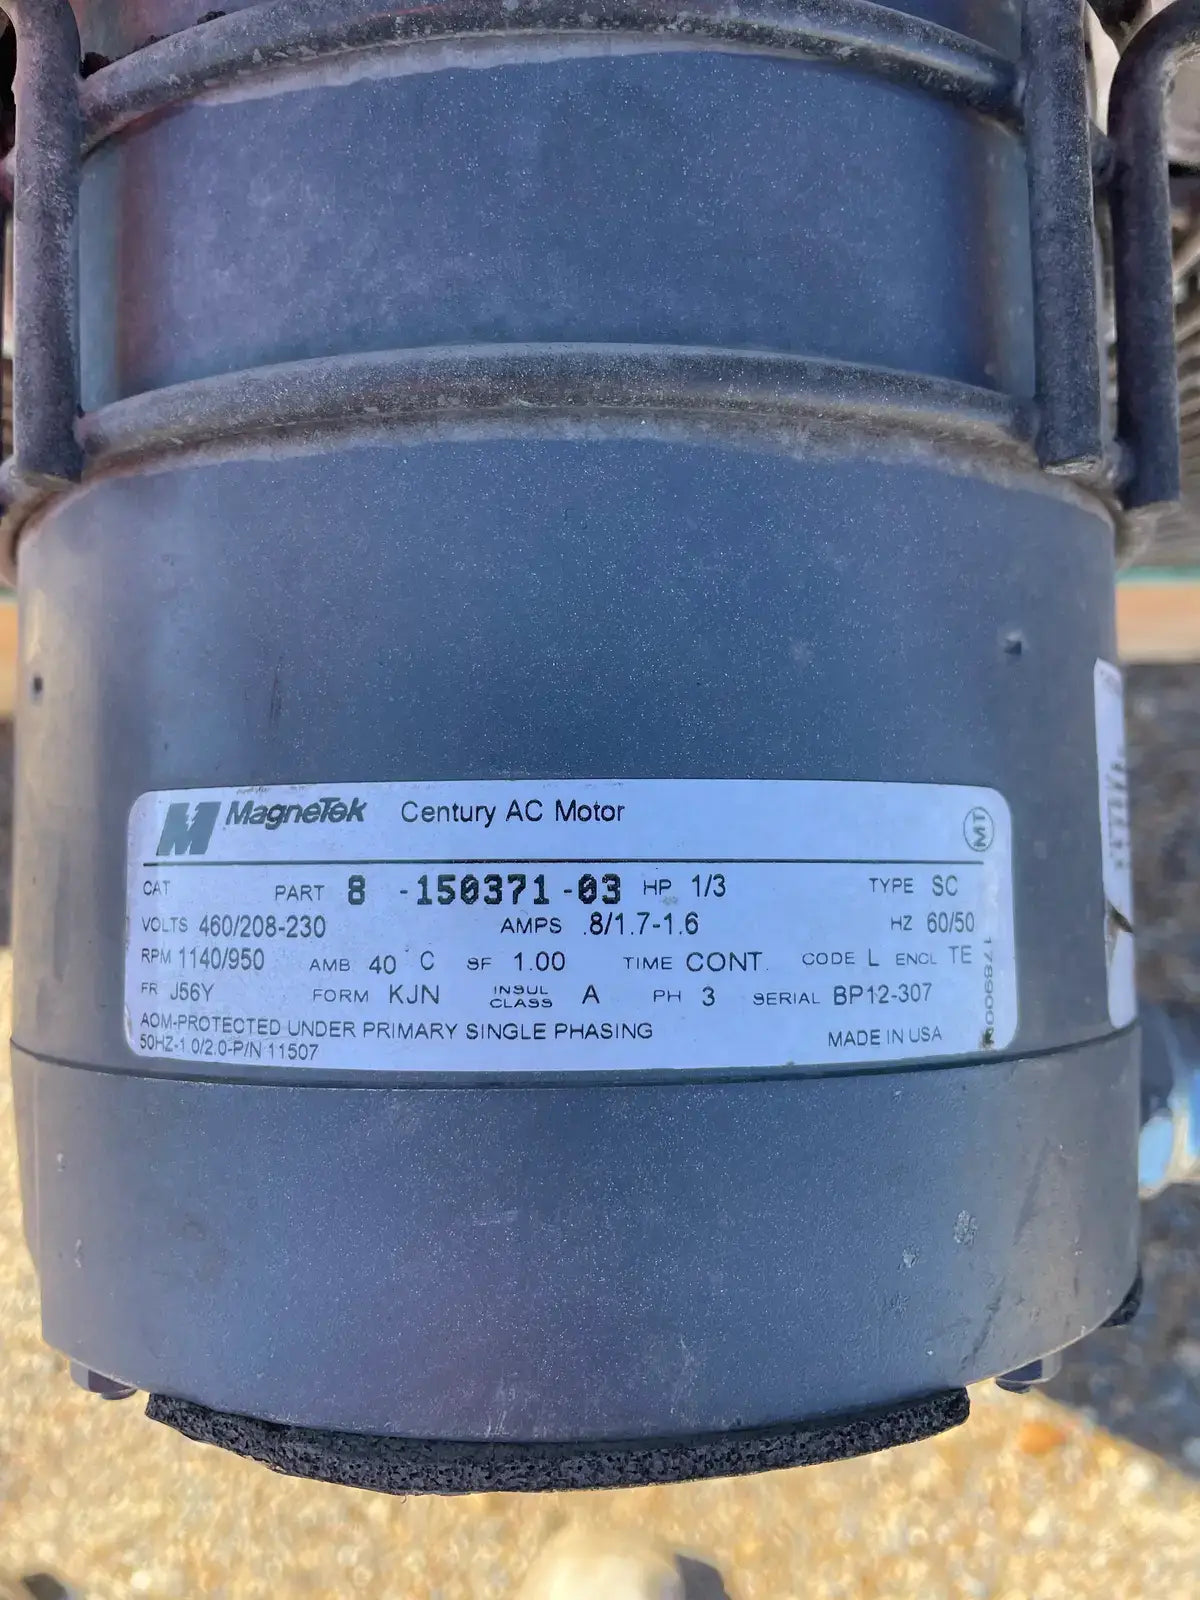 MagneTek Century AC Motor
MT
CAT PART 8 -150371-03 HP 1/3 TYPE SC
VOLTS 460/208-230 AMPS .8/1.7-1.6 HZ 60/50
RPM 1140/950 AMB 40 C SF 1.00 TIME CONT. CODE L ENCL TE
FR J56Y FORM KJN INSUL CLASS A PH 3 SERIAL BP12-307
AOM-PROTECTED UNDER PRIMARY SINGLE PHASING
50HZ-1.0/2.0-P/N 11507 MADE IN USA